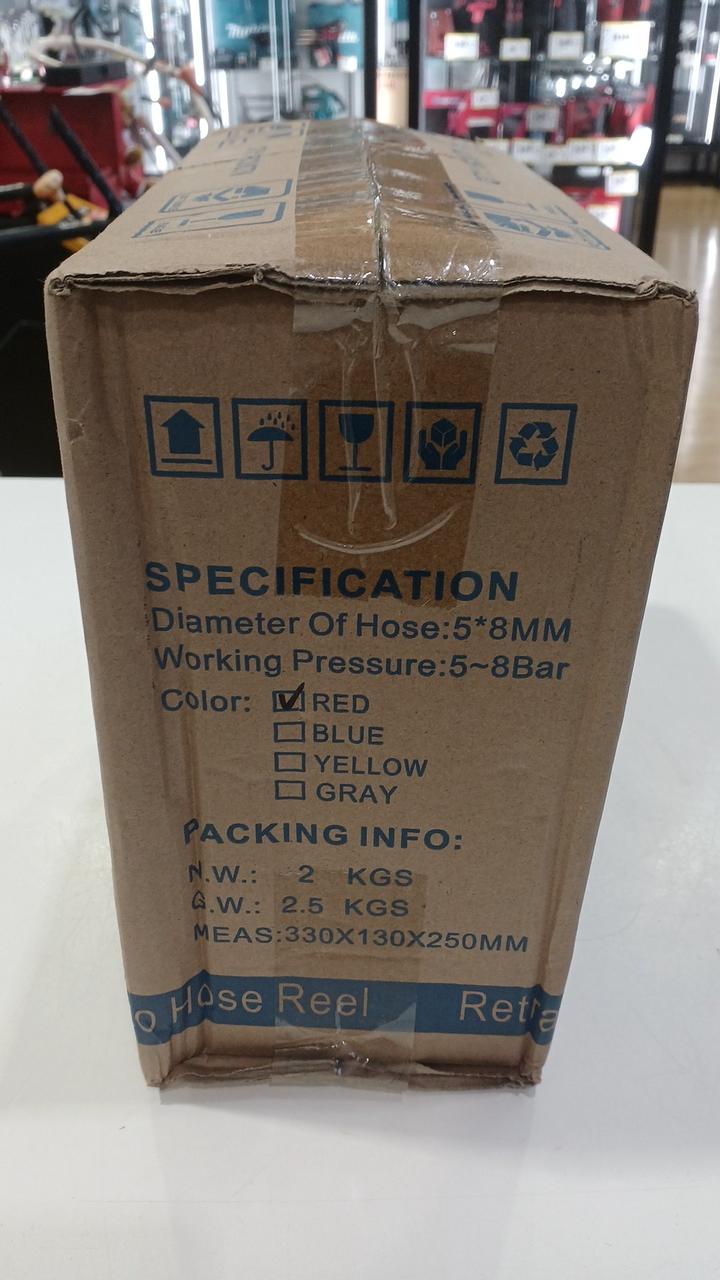 SPECIFICATION
Diameter Of Hose:5*8MM
Working Pressure:5~8Bar
Color: RED
BLUE
YELLOW
GRAY
PACKING INFO:
N.W.: 2 KGS
G.W.: 2.5 KGS
MEAS:330X130X250MM
o Hose Reel Retra